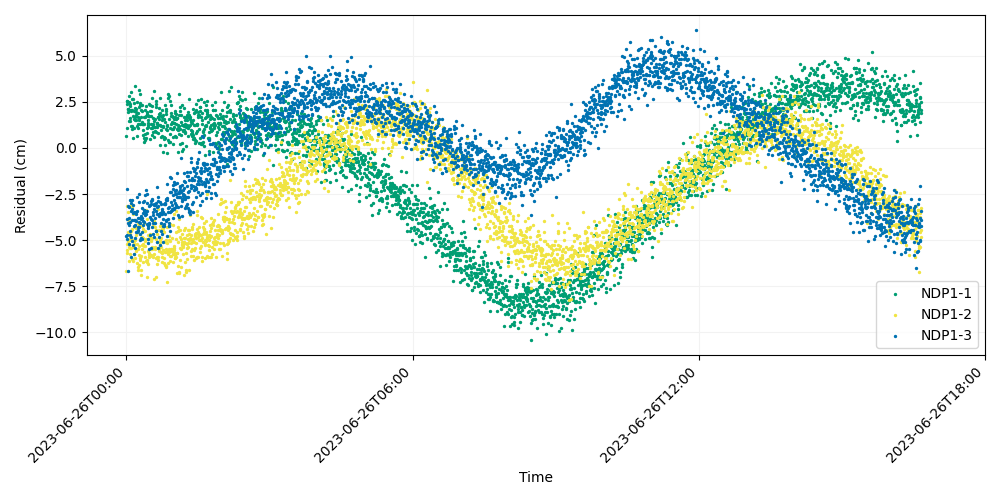 Residual (cm)
5.0
2.5
0.0
−2.5
−5.0
−7.5
−10.0
NDP1-1
NDP1-2
NDP1-3
2023-06-26T00:00
2023-06-26T06:00
2023-06-26T12:00
2023-06-26T18:00
Time